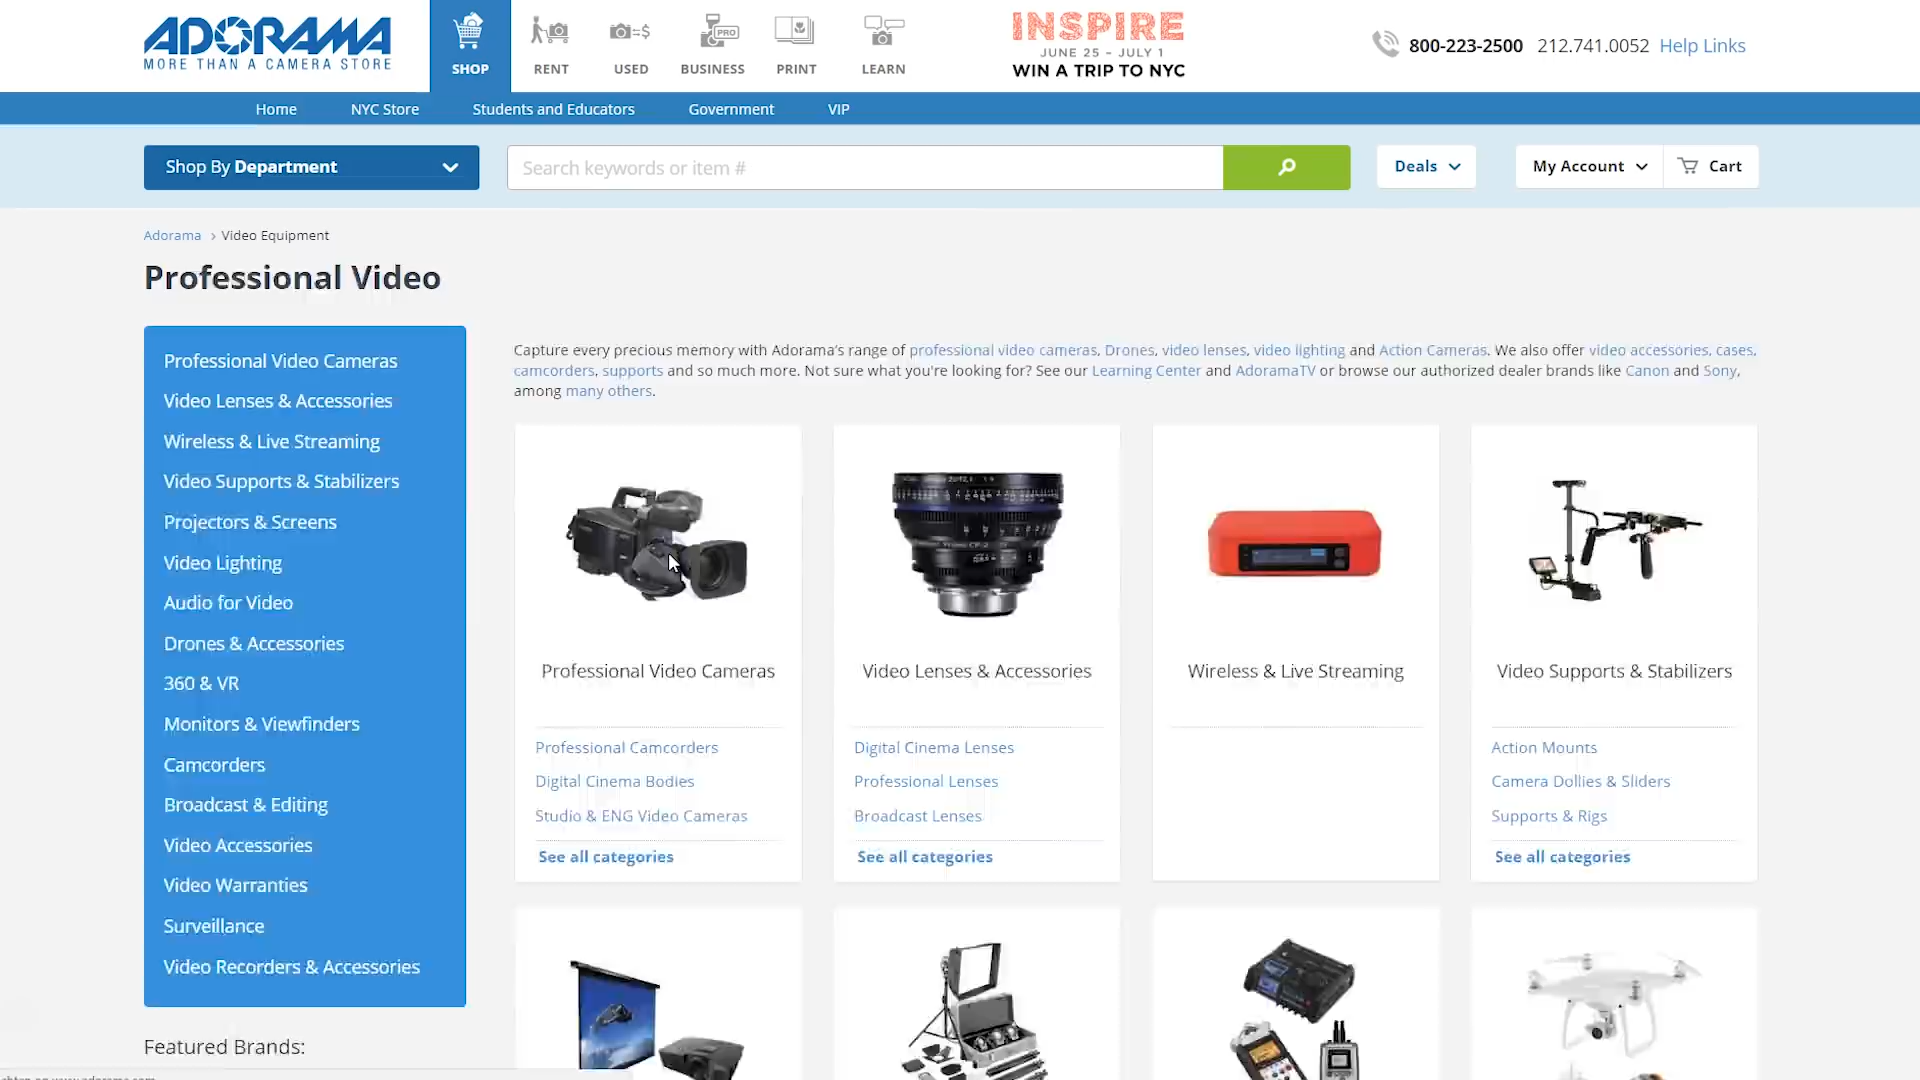 ADORAMA
MORE THAN A CAMERA STORE
SHOP
RENT
USED
PRO
BUSINESS
PRINT
LEARN
INSPIRE
JUNE 25 - JULY 1
WIN A TRIP TO NYC
800-223-2500 212.741.0052 Help Links
Home NYC Store Students and Educators Government VIP
Shop By Department
Search keywords or item #
Deals
My Account
Cart
Adorama > Video Equipment
Professional Video
Professional Video Cameras
Video Lenses & Accessories
Wireless & Live Streaming
Video Supports & Stabilizers
Projectors & Screens
Video Lighting
Audio for Video
Drones & Accessories
360 & VR
Monitors & Viewfinders
Camcorders
Broadcast & Editing
Video Accessories
Video Warranties
Surveillance
Video Recorders & Accessories
Featured Brands:
Capture every precious memory with Adorama's range of professional video cameras, Drones, video lenses, video lighting and Action Cameras. We also offer video accessories, cases,
camcorders, supports and so much more. Not sure what you're looking for? See our Learning Center and AdoramaTV or browse our authorized dealer brands like Canon and Sony,
among many others.
Professional Video Cameras
Professional Camcorders
Digital Cinema Bodies
Studio & ENG Video Cameras
See all categories
Video Lenses & Accessories
Digital Cinema Lenses
Professional Lenses
Broadcast Lenses
See all categories
Wireless & Live Streaming
Video Supports & Stabilizers
Action Mounts
Camera Dollies & Sliders
Supports & Rigs
See all categories